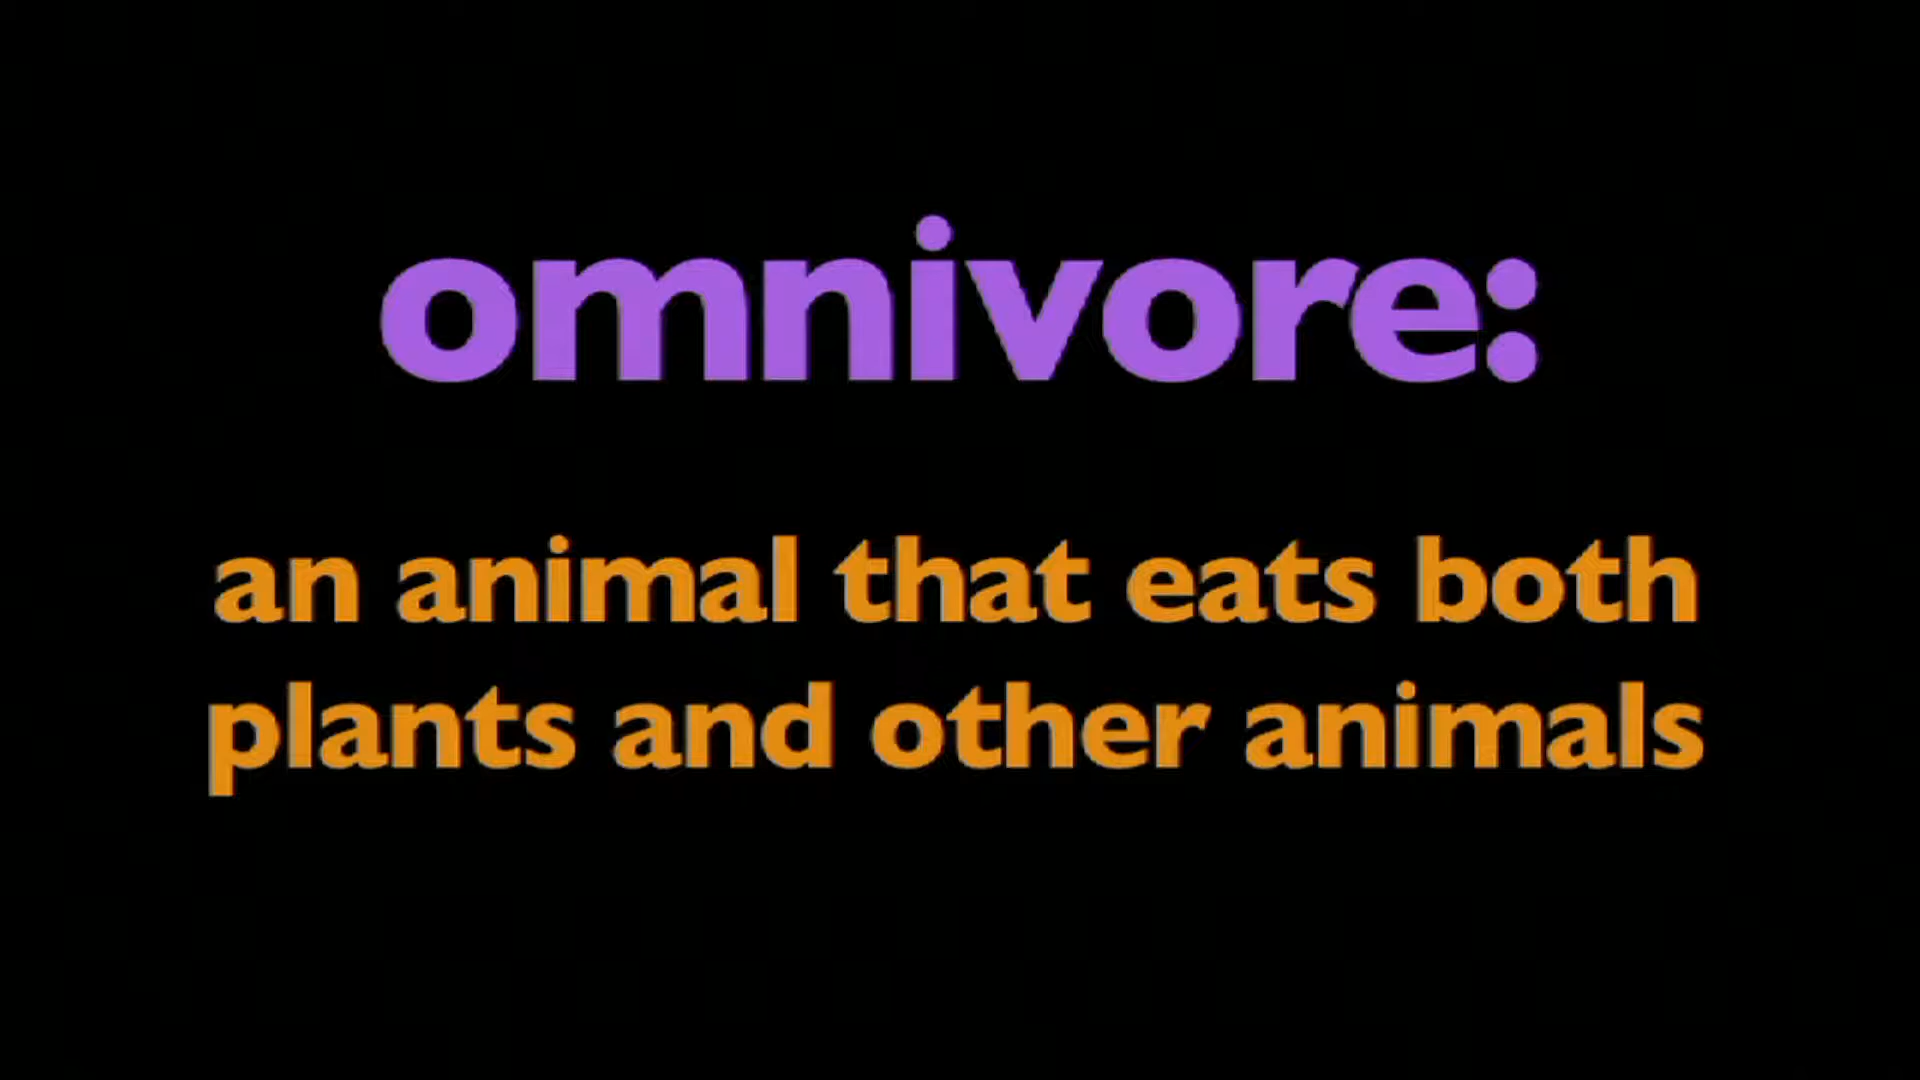 omnivore:
an animal that eats both
plants and other animals